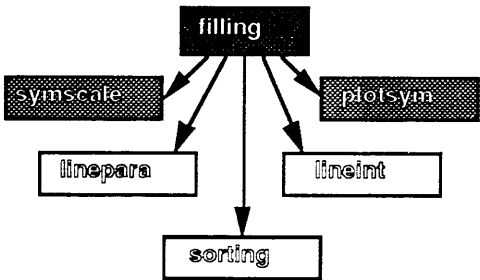 filling
symscale
plotsym
linepara
lineint
sorting